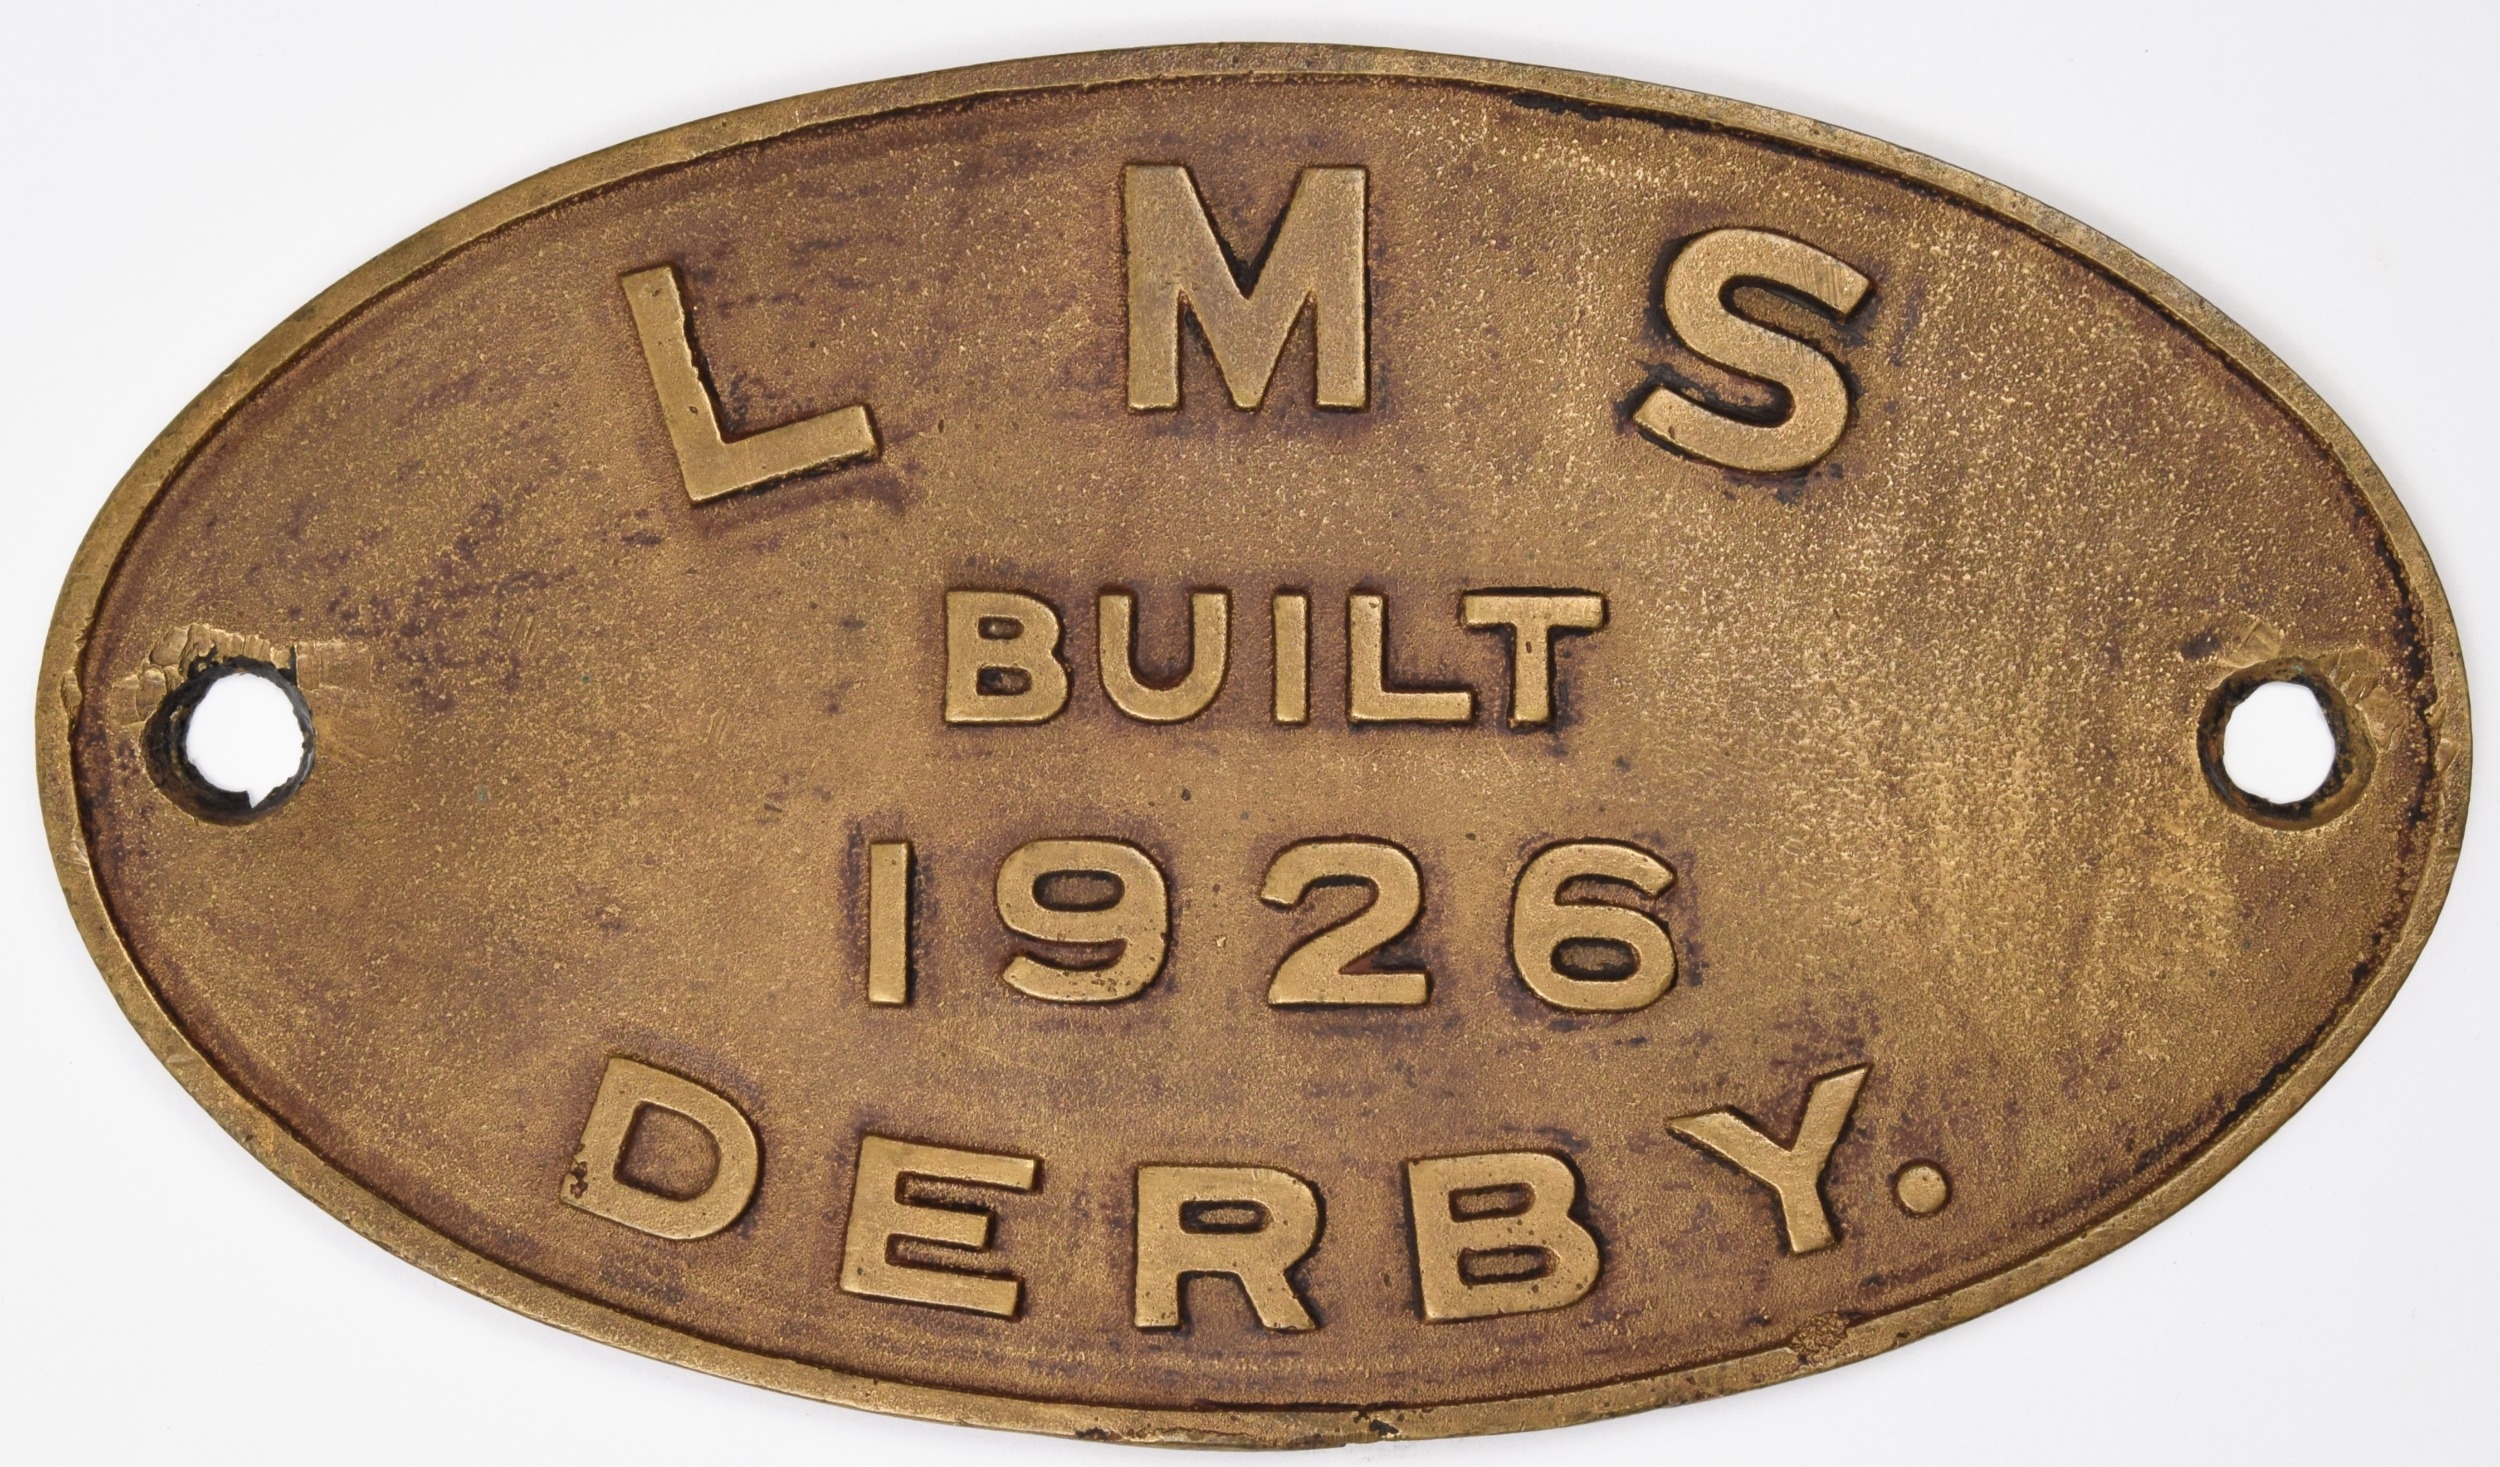 L M S
BUILT
1926
DERBY.